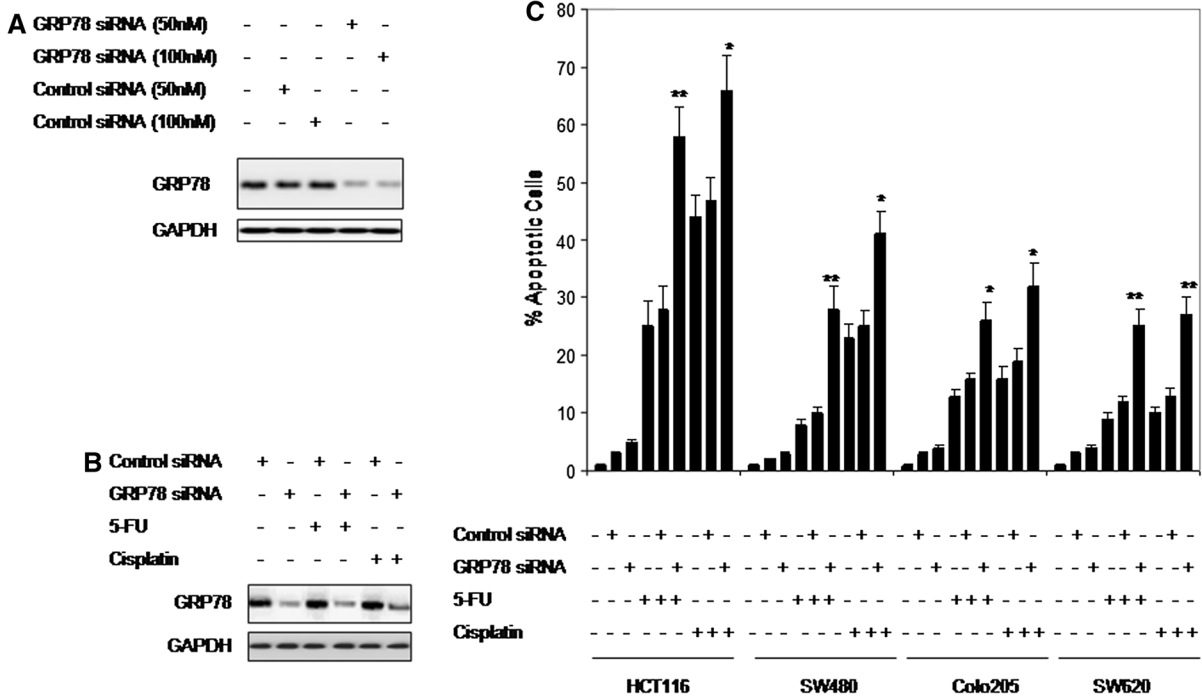 A
GRP78 siRNA (50nM) - - - + -
GRP78 siRNA (100nM) - - - - +
Control siRNA (50nM) - + - - -
Control siRNA (100nM) - - + - -
GRP78
GAPDH
B
Control siRNA + - + - + -
GRP78 siRNA - + - + - +
5-FU - - + + - -
Cisplatin - - - - + +
GRP78
GAPDH
C
% Apoptotic Cells
80
70
60
50
40
30
20
10
0
** * ** * * * ** **
Control siRNA - + - - + - - + - - + - - + - - + - - + - - + - - + - - + - - + - - + -
GRP78 siRNA - - + - - + - - + - - + - - + - - + - - + - - + - - + - - + - - + - - + - - +
5-FU - - - + + + - - - - - - + + + - - - - - - + + + - - - - - - + + + - - -
Cisplatin - - - - - - + + + - - - - - - + + + - - - - - - + + + - - - - - - + + +
HCT116 SW480 Colo205 SW620